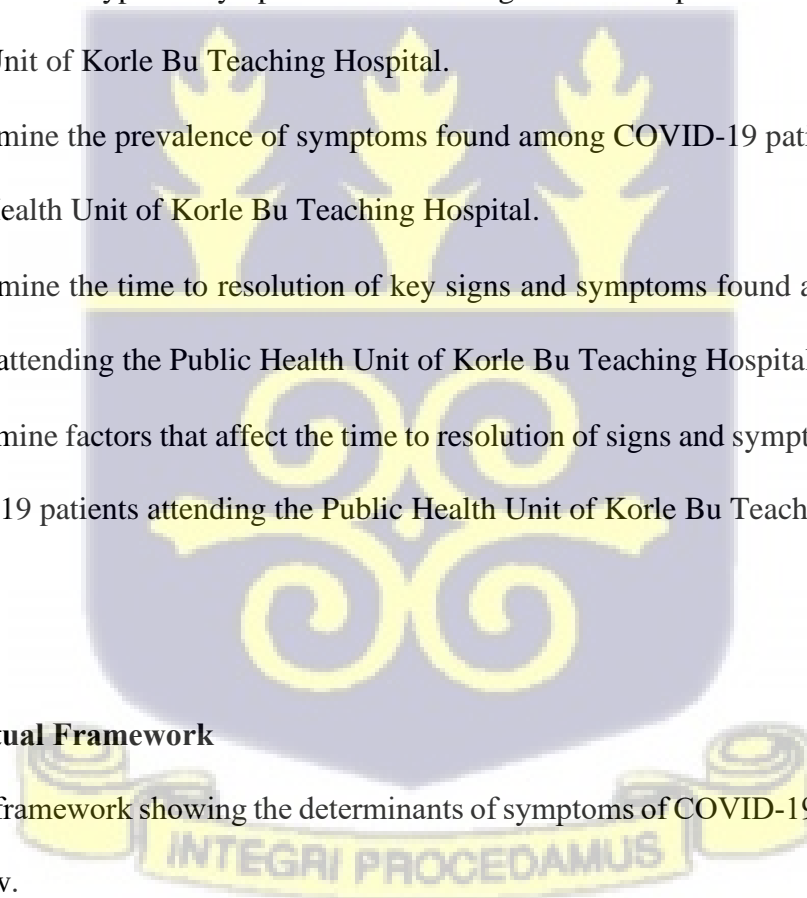 Unit of Korle Bu Teaching Hospital.
mine the prevalence of symptoms found among COVID-19 pati
ealth Unit of Korle Bu Teaching Hospital.
mine the time to resolution of key signs and symptoms found a
attending the Public Health Unit of Korle Bu Teaching Hospital
mine factors that affect the time to resolution of signs and sympt
19 patients attending the Public Health Unit of Korle Bu Teach
tual Framework
framework showing the determinants of symptoms of COVID-19
INTEGRI PROCEDAMUS
v.